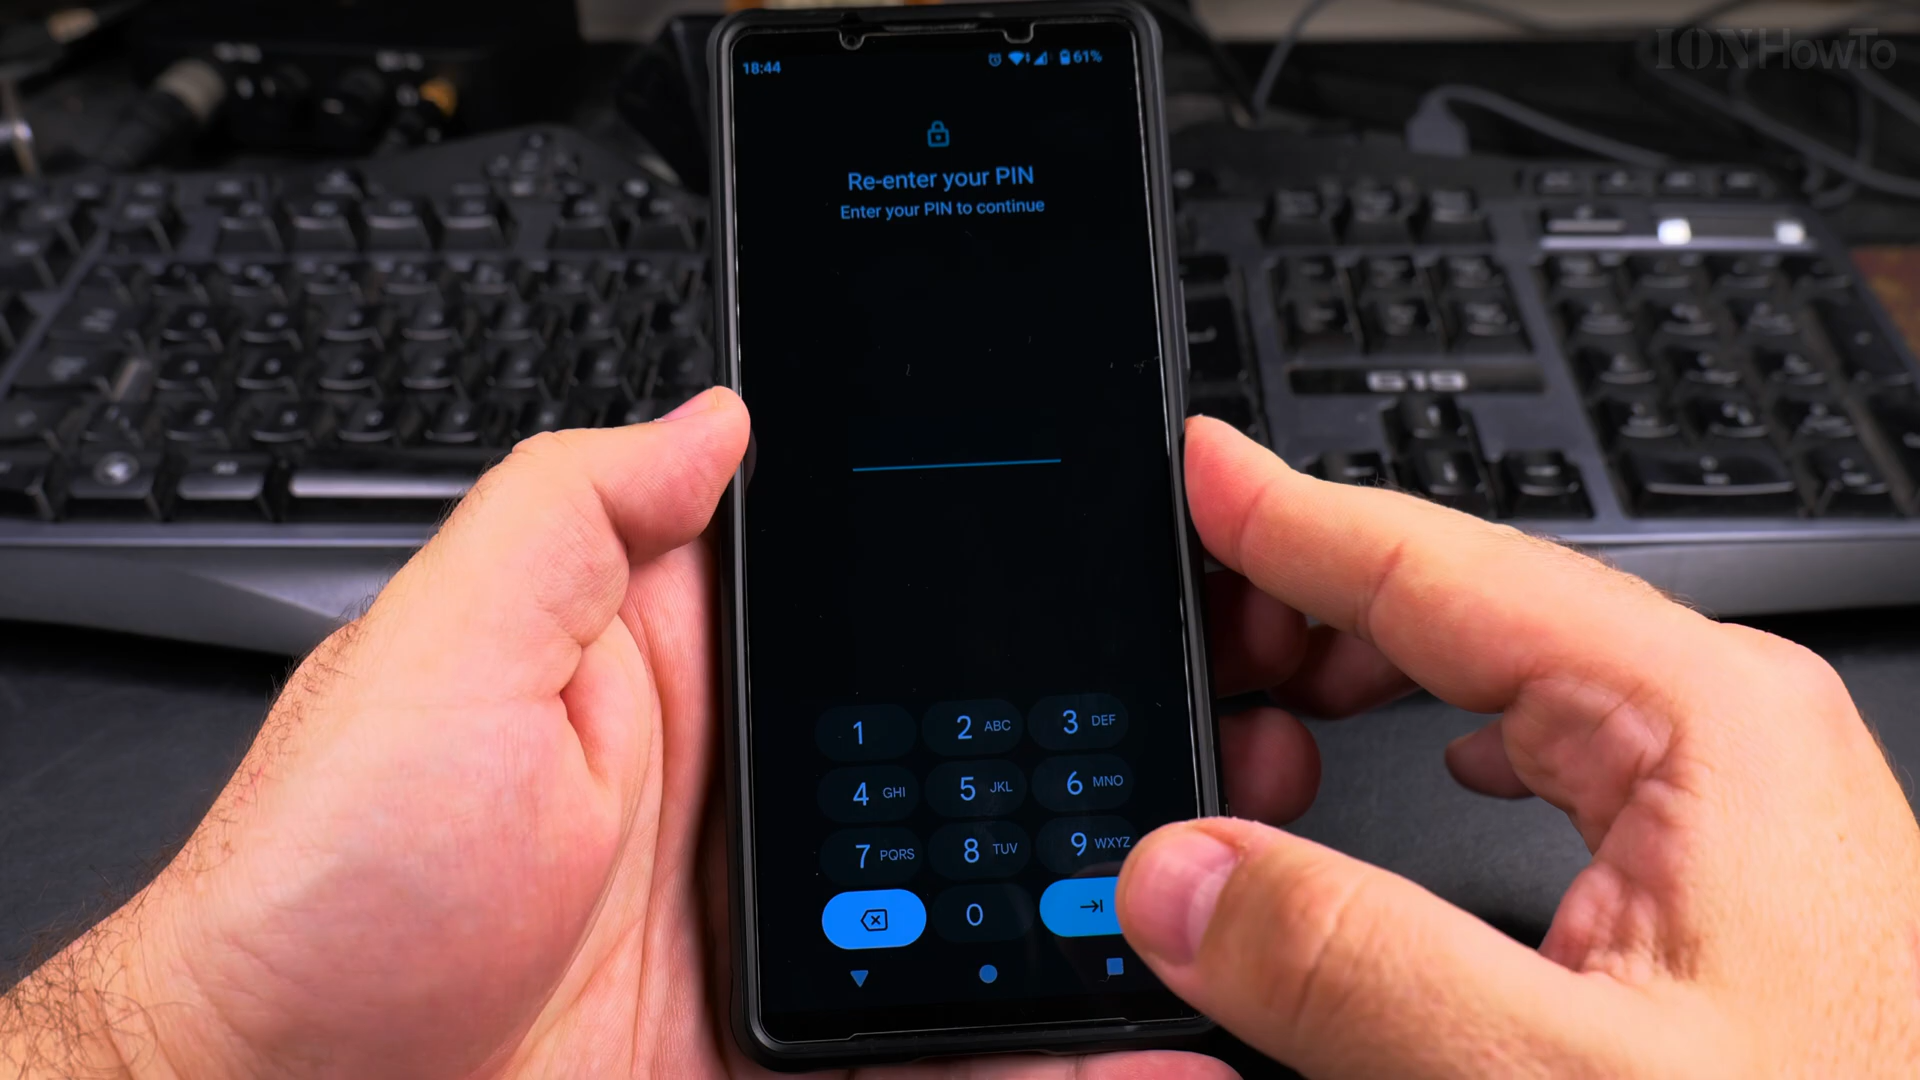 IONHowTo
18:44 61%
Re-enter your PIN
Enter your PIN to continue
G19
1 2 ABC 3 DEF
4 GHI 5 JKL 6 MNO
7 PQRS 8 TUV 9 WXYZ
0